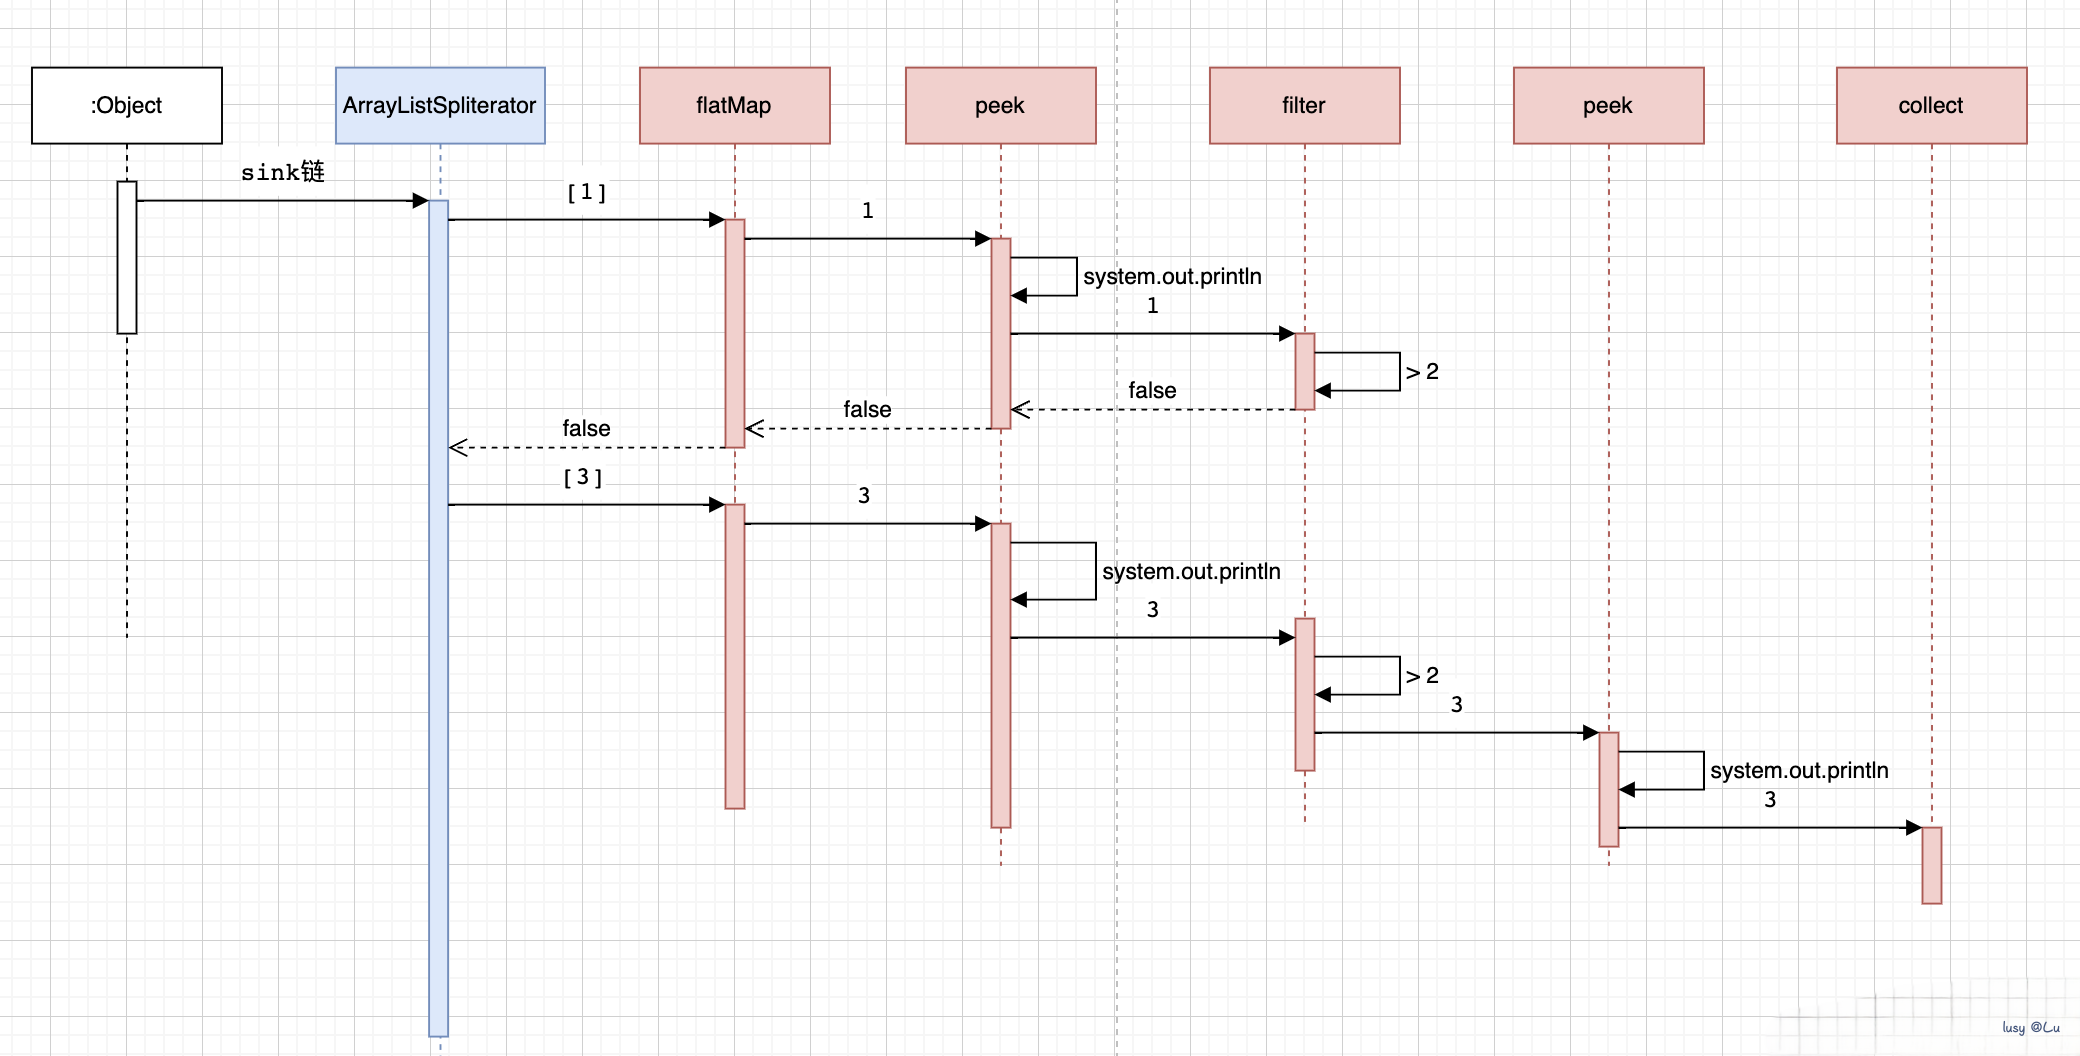 :Object
ArrayListSpliterator
flatMap
peek
filter
peek
collect
sink链
[1]
1
system.out.println
1
> 2
false
false
false
[3]
3
system.out.println
3
> 2
3
system.out.println
3
lusy @Lu